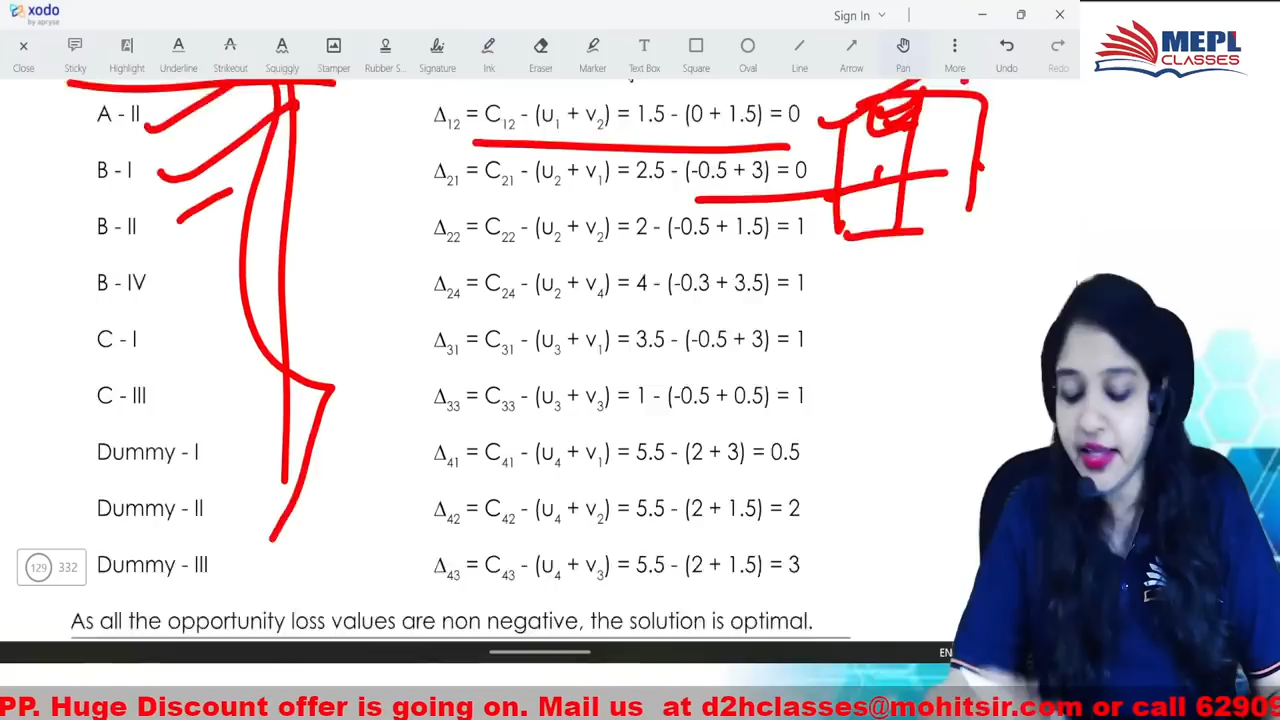 xodo
by apryse
Sign In
Close
Sticky
Highlight
Underline
Strikeout
Squiggly
Stamper
Rubber
Signature
Eraser
Marker
Text Box
Square
Oval
Line
Arrow
Pan
More
Undo
Redo
MEPL
CLASSES
A - II Δ12 = C12 - (u1 + v2) = 1.5 - (0 + 1.5) = 0
B - I Δ21 = C21 - (u2 + v1) = 2.5 - (-0.5 + 3) = 0
B - II Δ22 = C22 - (u2 + v2) = 2 - (-0.5 + 1.5) = 1
B - IV Δ24 = C24 - (u2 + v4) = 4 - (-0.3 + 3.5) = 1
C - I Δ31 = C31 - (u3 + v1) = 3.5 - (-0.5 + 3) = 1
C - III Δ33 = C33 - (u3 + v3) = 1 - (-0.5 + 0.5) = 1
Dummy - I Δ41 = C41 - (u4 + v1) = 5.5 - (2 + 3) = 0.5
Dummy - II Δ42 = C42 - (u4 + v2) = 5.5 - (2 + 1.5) = 2
129 332 Dummy - III Δ43 = C43 - (u4 + v3) = 5.5 - (2 + 1.5) = 3
As all the opportunity loss values are non negative, the solution is optimal.
EN
MEPL
CLASSES
PP. Huge Discount offer is going on. Mail us at d2hclasses@mohitsir.com or call 62909